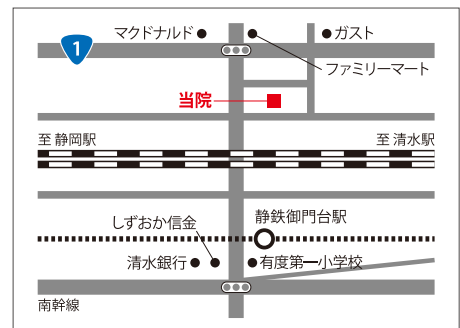 マクドナルド
ガスト
1
ファミリーマート
当院
至 静岡駅
至 清水駅
しずおか信金
静鉄御門台駅
清水銀行
有度第一小学校
南幹線